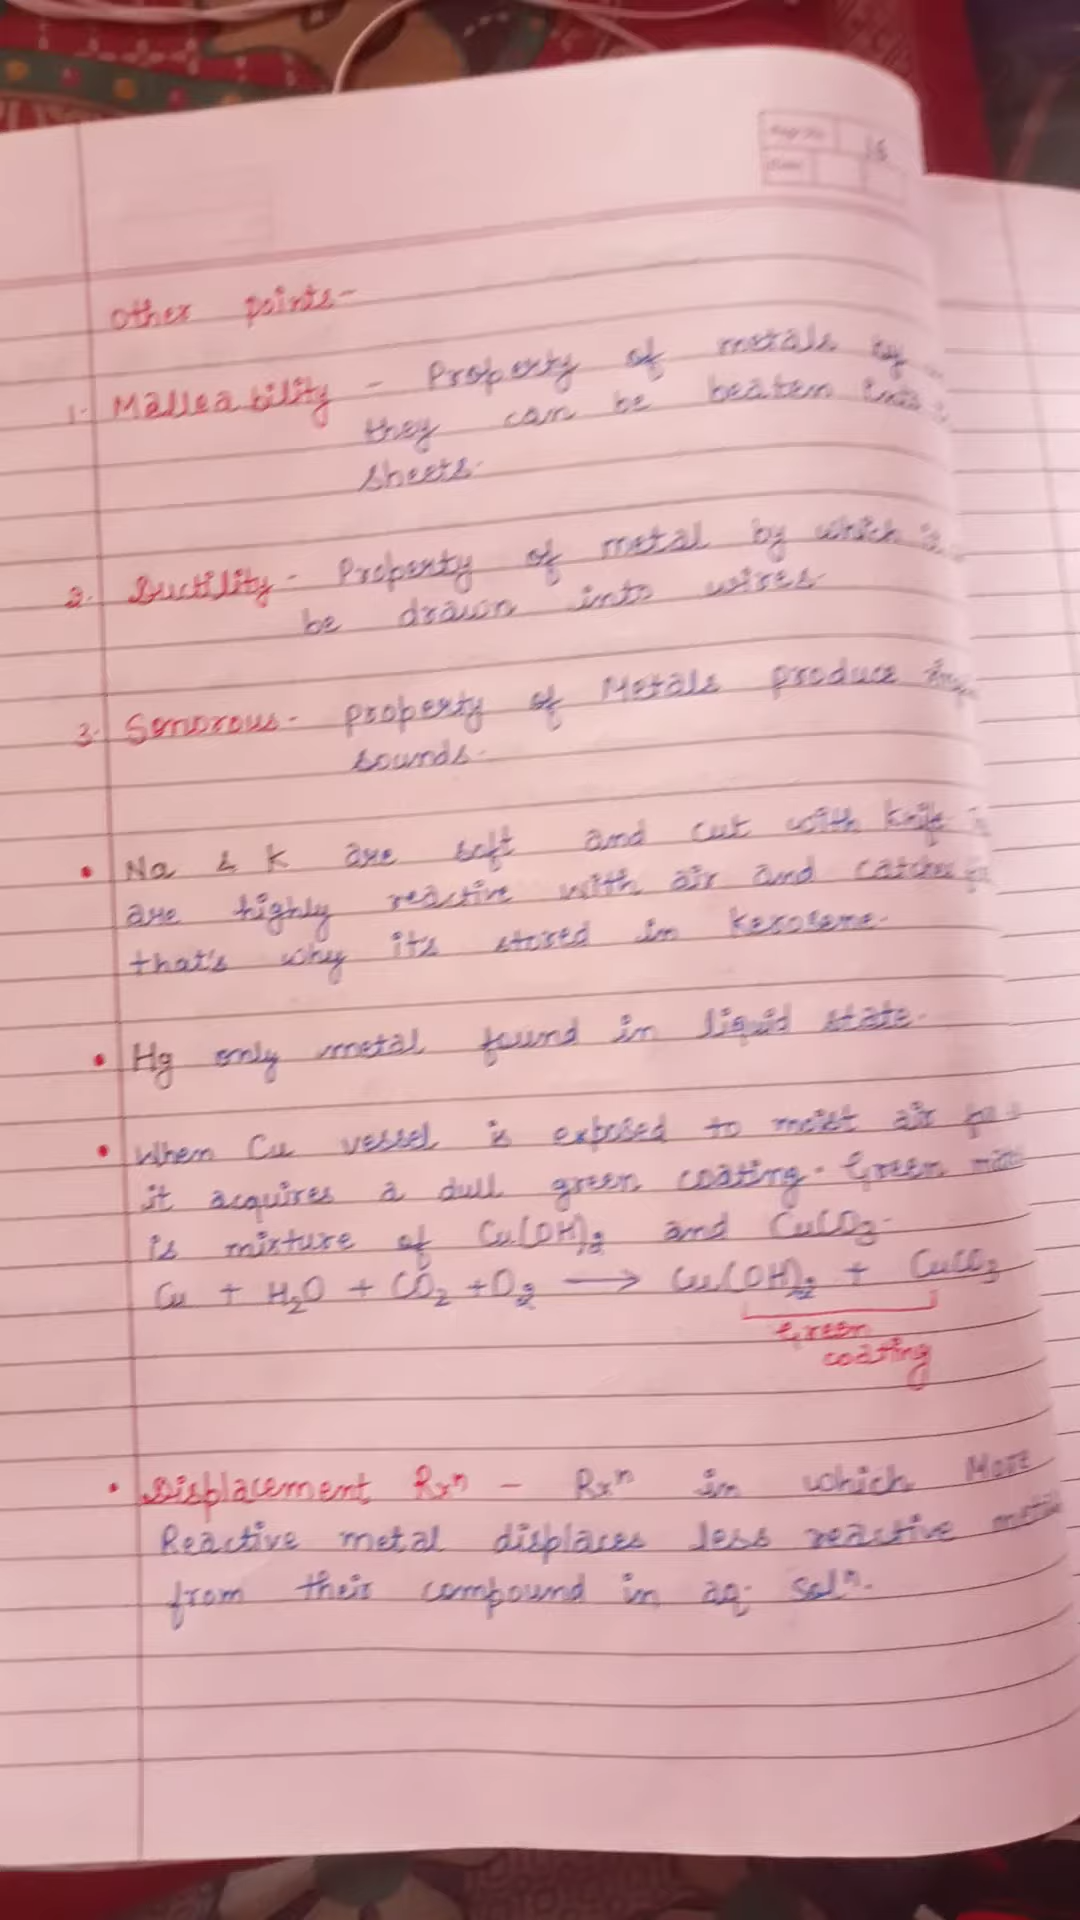 16
Other points-
1. Malleability - Property of metals by
they can be beaten into
sheets.
2. Ductility - Property of metal by which
be drawn into wires.
3. Sonorous - property of Metals produce
sounds.
• Na & K are soft and cut with knife
are highly reactive with air and catches
that's why its stored in kerosene.
• Hg only metal found in liquid state.
• When Cu vessel is exposed to moist air
it acquires a dull green coating. Green
is mixture of Cu(OH)₂ and CuCO₃.
Cu + H₂O + CO₂ + O₂ ⟶ Cu(OH)₂ + CuCO₃
Green
coating
• Displacement Rxⁿ - Rxⁿ in which More
Reactive metal displaces less reactive metal
from their compound in aq. solⁿ.